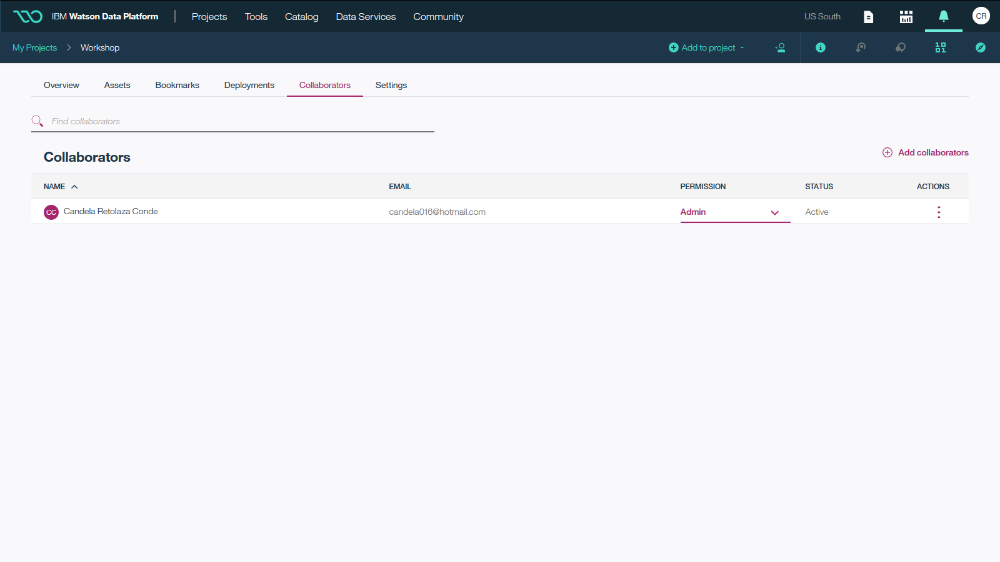 IBM Watson Data Platform Projects Tools Catalog Data Services Community US South CR
My Projects Workshop Add to project
Overview Assets Bookmarks Deployments Collaborators Settings
Find collaborators
Collaborators Add collaborators
NAME EMAIL PERMISSION STATUS ACTIONS
CC Candela Retolaza Conde candela016@hotmail.com Admin Active